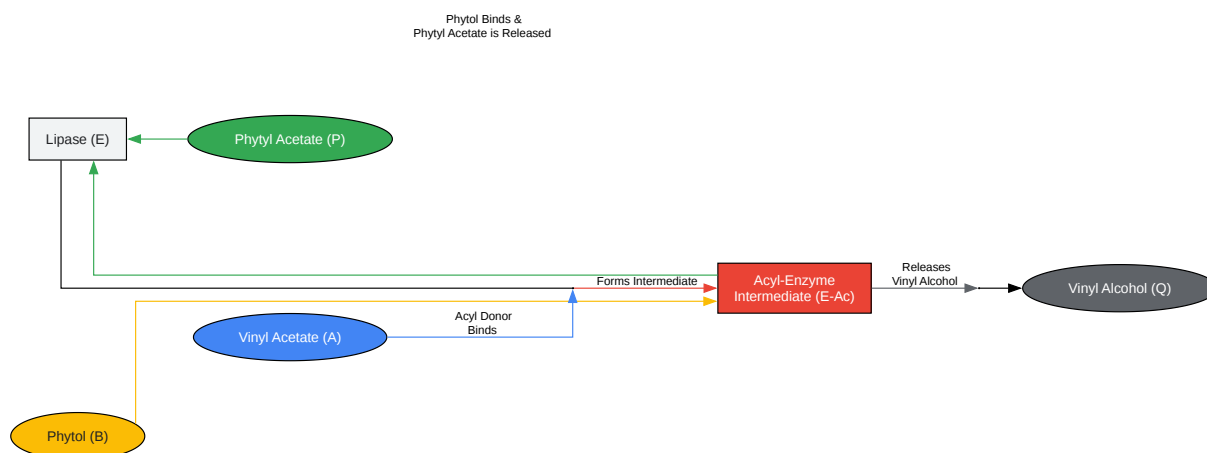 Phytol Binds &
Phytyl Acetate is Released
Lipase (E)
Phytyl Acetate (P)
Forms Intermediate
Acyl-Enzyme
Intermediate (E-Ac)
Releases
Vinyl Alcohol
Vinyl Alcohol (Q)
Vinyl Acetate (A)
Acyl Donor
Binds
Phytol (B)